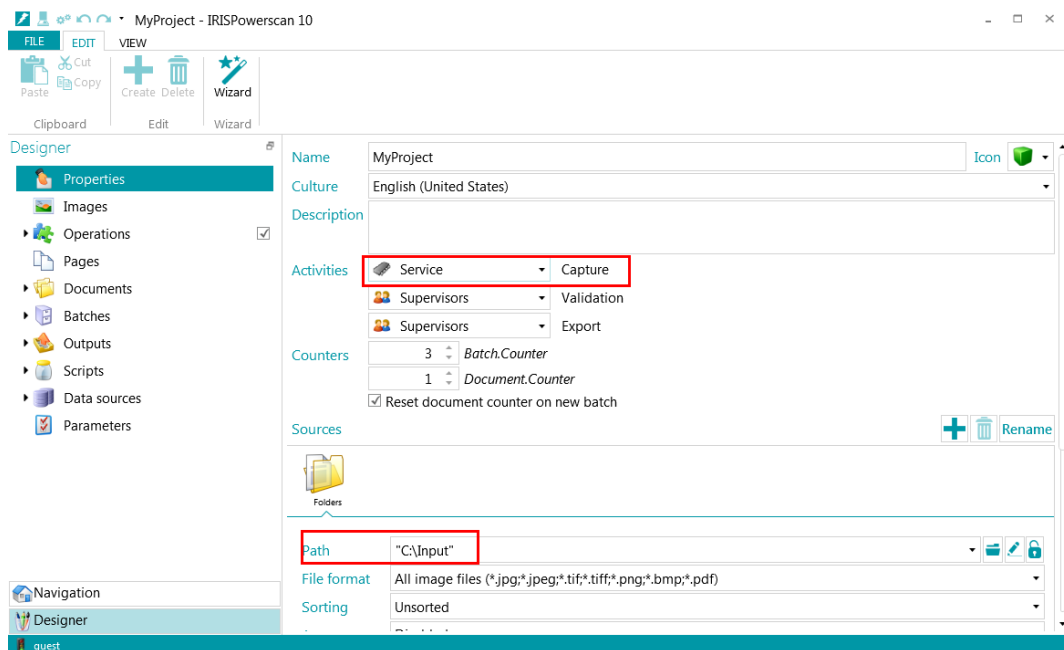 MyProject - IRISPowerscan 10
FILE EDIT VIEW
Paste Cut Copy Create Delete Wizard
Clipboard Edit Wizard
Designer
Properties
Images
Operations
Pages
Documents
Batches
Outputs
Scripts
Data sources
Parameters
Navigation
Designer
guest
Name MyProject Icon
Culture English (United States)
Description
Activities Service Capture
Supervisors Validation
Supervisors Export
Counters 3 Batch.Counter
1 Document.Counter
Reset document counter on new batch
Sources Rename
Folders
Path "C:\Input"
File format All image files (*.jpg;*.jpeg;*.tif;*.tiff;*.png;*.bmp;*.pdf)
Sorting Unsorted